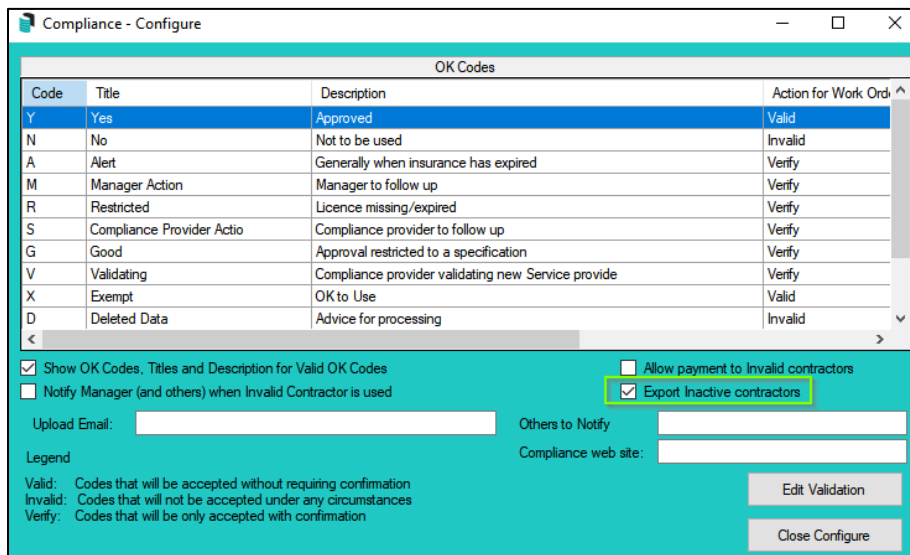 Compliance - Configure
OK Codes
Code Title Description Action for Work Orde
Y Yes Approved Valid
N No Not to be used Invalid
A Alert Generally when insurance has expired Verify
M Manager Action Manager to follow up Verify
R Restricted Licence missing/expired Verify
S Compliance Provider Actio Compliance provider to follow up Verify
G Good Approval restricted to a specification Verify
V Validating Compliance provider validating new Service provide Verify
X Exempt OK to Use Valid
D Deleted Data Advice for processing Invalid
Show OK Codes, Titles and Description for Valid OK Codes Allow payment to Invalid contractors
Notify Manager (and others) when Invalid Contractor is used Export Inactive contractors
Upload Email: Others to Notify
Legend Compliance web site:
Valid: Codes that will be accepted without requiring confirmation
Invalid: Codes that will not be accepted under any circumstances
Verify: Codes that will be only accepted with confirmation
Edit Validation
Close Configure